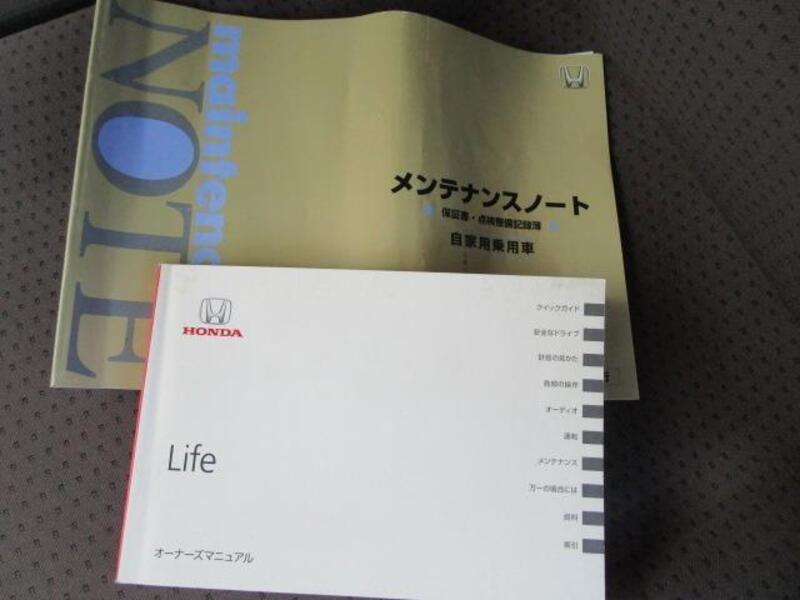 maintenance
NOTE
メンテナンスノート
保証書・点検整備記録簿
自家用乗用車
HONDA
Life
オーナーズマニュアル
クイックガイド
安全なドライブ
計器の見かた
各部の操作
オーディオ
運転
メンテナンス
万一の場合には
資料
索引